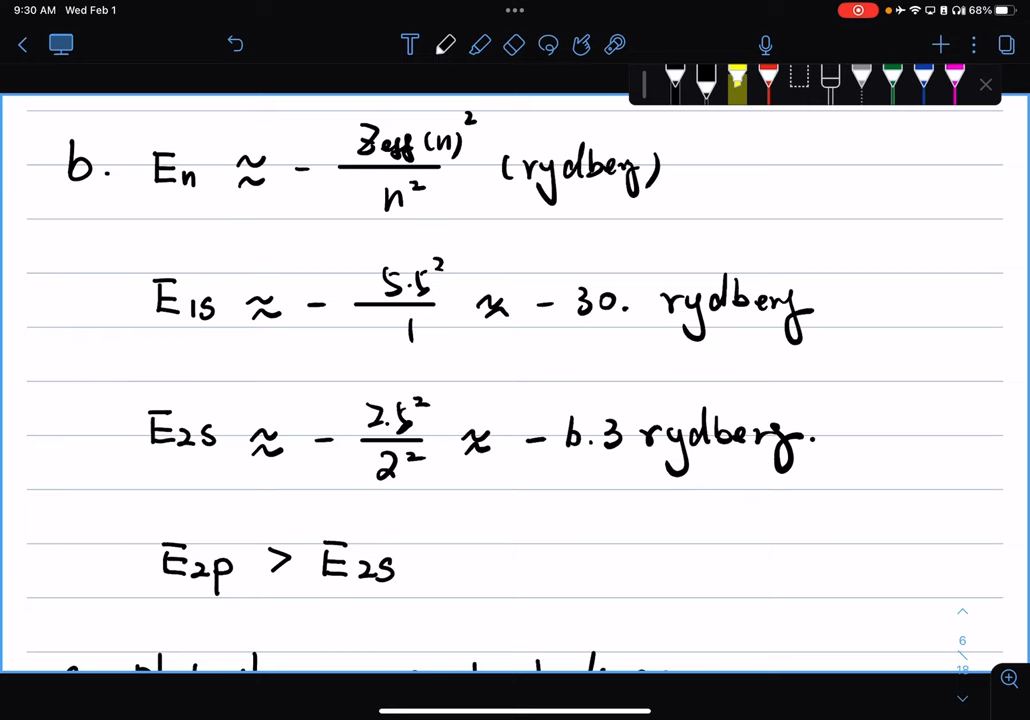 9:30 AM Wed Feb 1
68%
T
b. Eₙ ≈ - Zeff(n)² / n² (rydberg)
E₁ₛ ≈ - 5.5² / 1 ≈ - 30. rydberg
E₂ₛ ≈ - 2.5² / 2² ≈ - 6.3 rydberg.
E₂ₚ > E₂ₛ
6
18